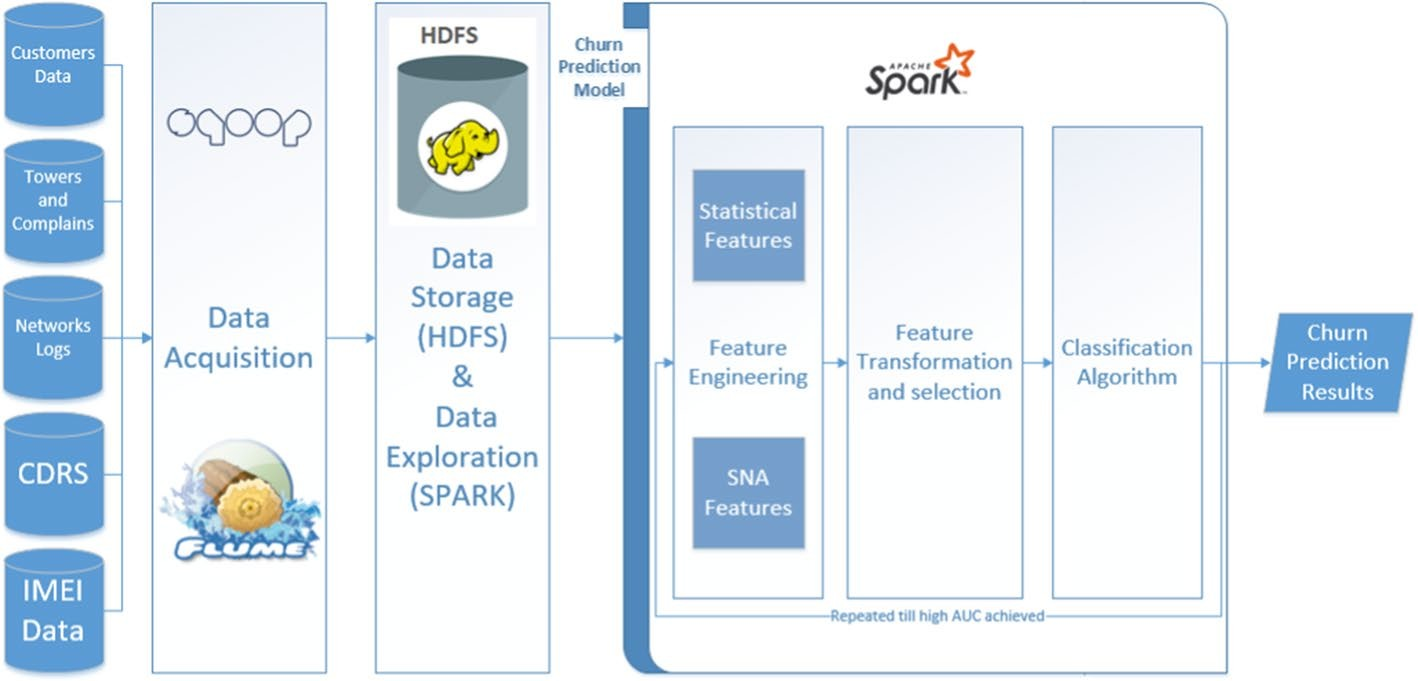 Customers
Data
Towers
and
Complains
Networks
Logs
CDRS
IMEI
Data
sqoop
Data
Acquisition
FLUME
HDFS
Data
Storage
(HDFS)
&
Data
Exploration
(SPARK)
Churn
Prediction
Model
APACHE
Spark™
Statistical
Features
Feature
Engineering
SNA
Features
Feature
Transformation
and selection
Classification
Algorithm
Repeated till high AUC achieved
Churn
Prediction
Results